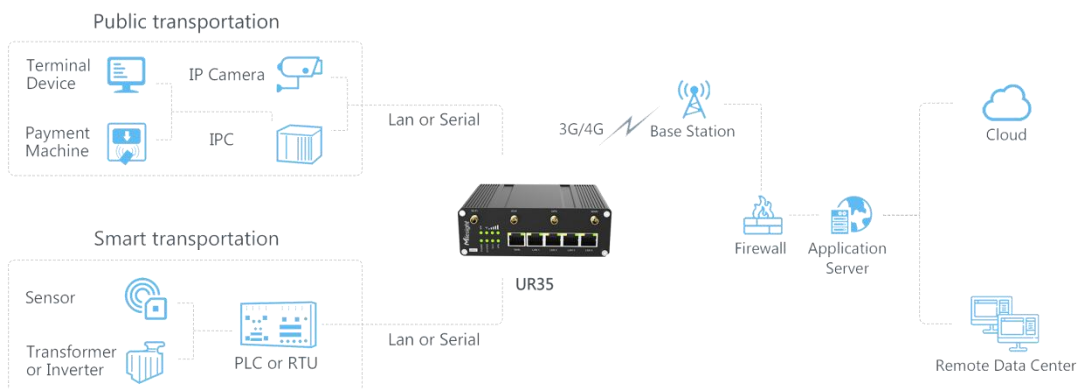 Public transportation
Terminal
Device
IP Camera
Payment
Machine
IPC
Lan or Serial
3G/4G
Base Station
Cloud
Firewall
Application
Server
Milesight
UR35
Smart transportation
Sensor
Transformer
or Inverter
PLC or RTU
Lan or Serial
Remote Data Center